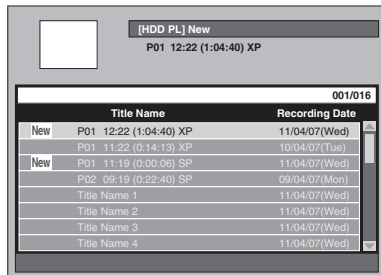 [HDD PL] New
P01 12:22 (1:04:40) XP
001/016
Title Name Recording Date
New P01 12:22 (1:04:40) XP 11/04/07(Wed)
P01 11:22 (0:14:13) XP 10/04/07(Tue)
New P01 11:19 (0:00:06) SP 11/04/07(Wed)
P02 09:19 (0:22:40) SP 09/04/07(Mon)
Title Name 1 11/04/07(Wed)
Title Name 2 11/04/07(Wed)
Title Name 3 11/04/07(Wed)
Title Name 4 11/04/07(Wed)